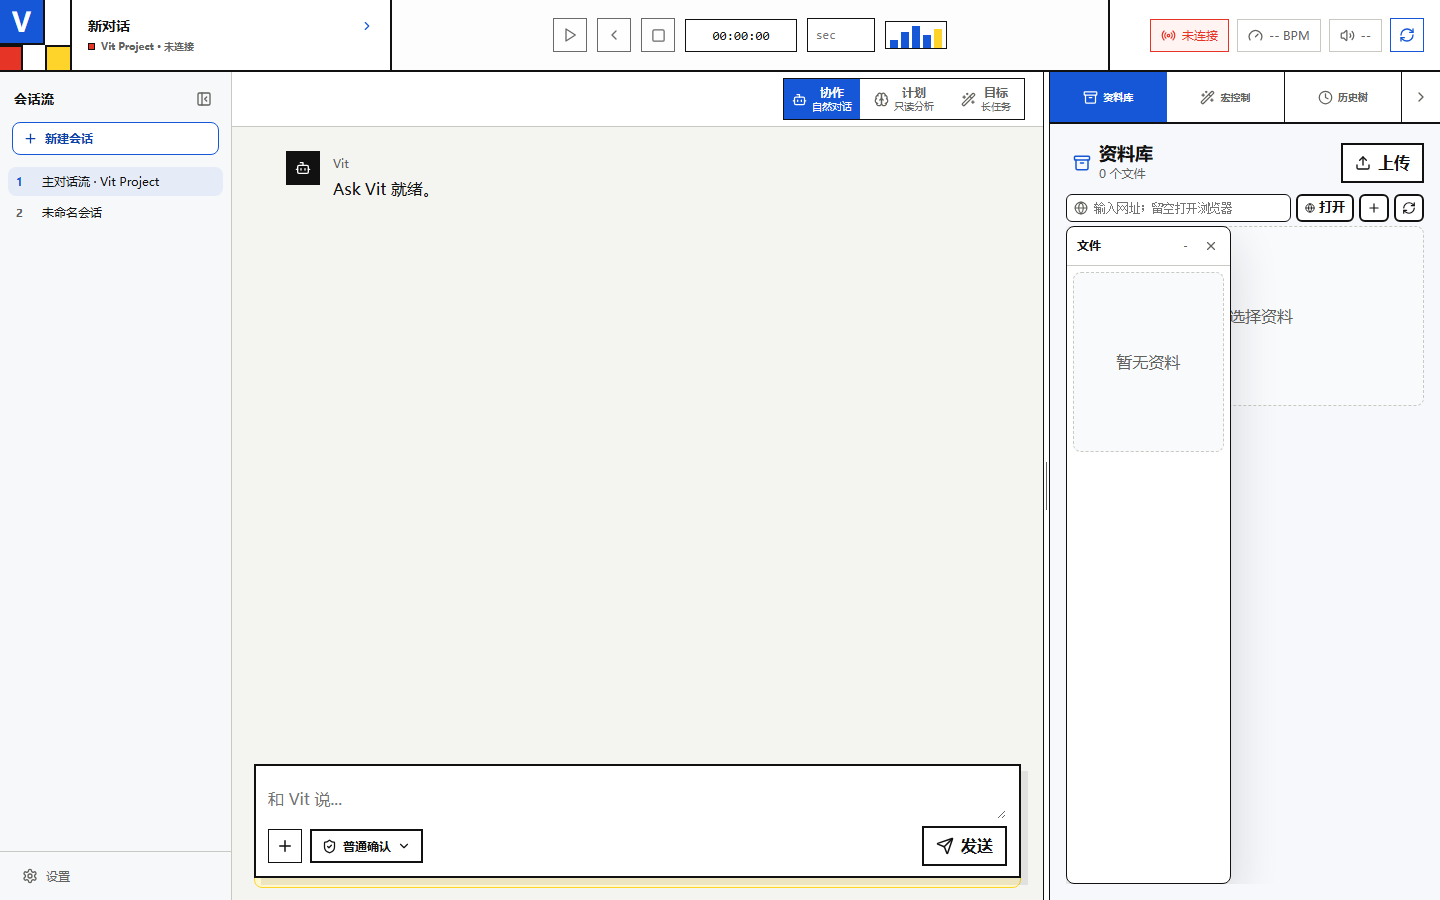 V
新对话
Vit Project • 未连接
00:00:00
sec
未连接
-- BPM
--
会话流
新建会话
1 主对话流 · Vit Project
2 未命名会话
设置
协作
自然对话
计划
只读分析
目标
长任务
Vit
Ask Vit 就绪。
和 Vit 说...
普通确认
发送
资料库
宏控制
历史树
资料库
0 个文件
上传
输入网址；留空打开浏览器
打开
文件
-
选择资料
暂无资料